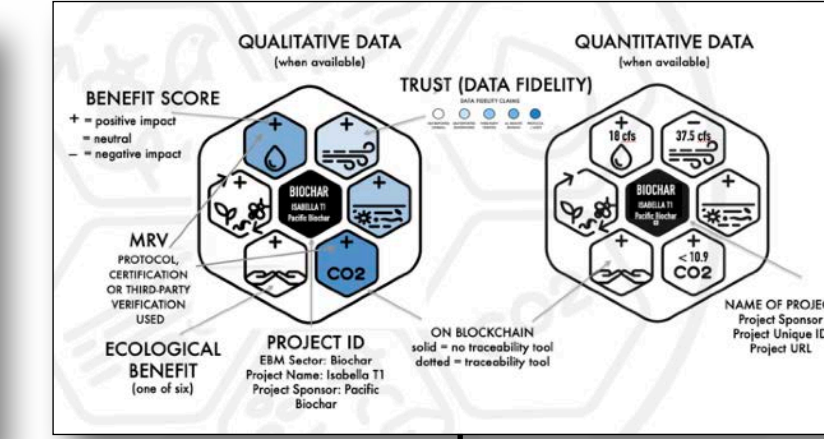 QUALITATIVE DATA
(when available)
QUANTITATIVE DATA
(when available)
BENEFIT SCORE
+ = positive impact
= neutral
– = negative impact
TRUST (DATA FIDELITY)
DATA FIDELITY CLAIMS
+
+
+
+
BIOCHAR
ISABELLA T1
Pacific Biochar
+
+
CO2
MRV
PROTOCOL,
CERTIFICATION
OR THIRD-PARTY
VERIFICATION
USED
ECOLOGICAL
BENEFIT
(one of six)
PROJECT ID
EBM Sector: Biochar
Project Name: Isabella T1
Project Sponsor: Pacific
Biochar
ON BLOCKCHAIN
solid = no traceability tool
dotted = traceability tool
+
18 cfs
–
37.5 cfs
+
+
BIOCHAR
ISABELLA T1
Pacific Biochar
+
+
< 10.9
CO2
NAME OF PROJEC
Project Sponsor
Project Unique ID
Project URL
CO2